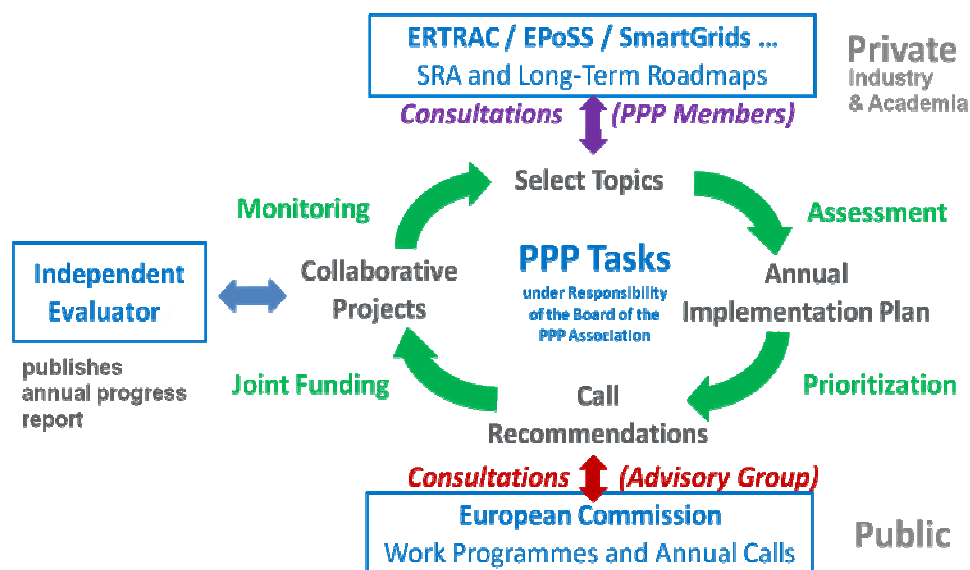 ERTRAC / EPoSS / SmartGrids ...
SRA and Long-Term Roadmaps
Private
Industry
& Academia
Consultations (PPP Members)
Select Topics
Monitoring
Assessment
Independent
Evaluator
Collaborative
Projects
PPP Tasks
under Responsibility
of the Board of the
PPP Association
Annual
Implementation Plan
publishes
annual progress
report
Joint Funding
Prioritization
Call
Recommendations
Consultations (Advisory Group)
European Commission
Work Programmes and Annual Calls
Public